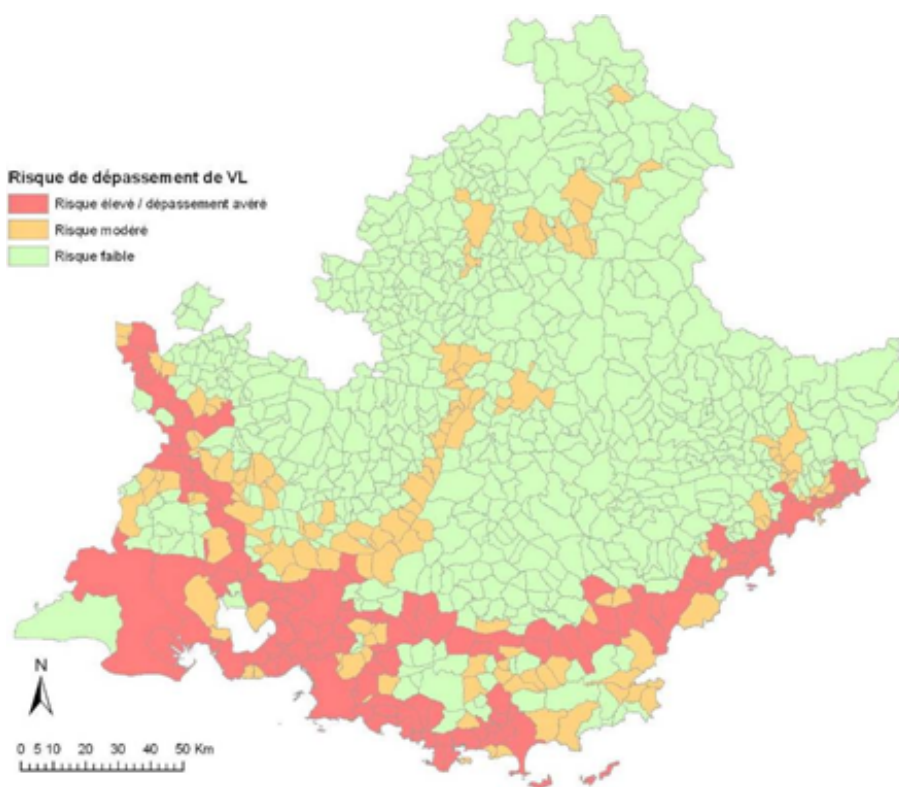 Risque de dépassement de VL
Risque élevé / dépassement avéré
Risque modéré
Risque faible
N
0 5 10 20 30 40 50 Km